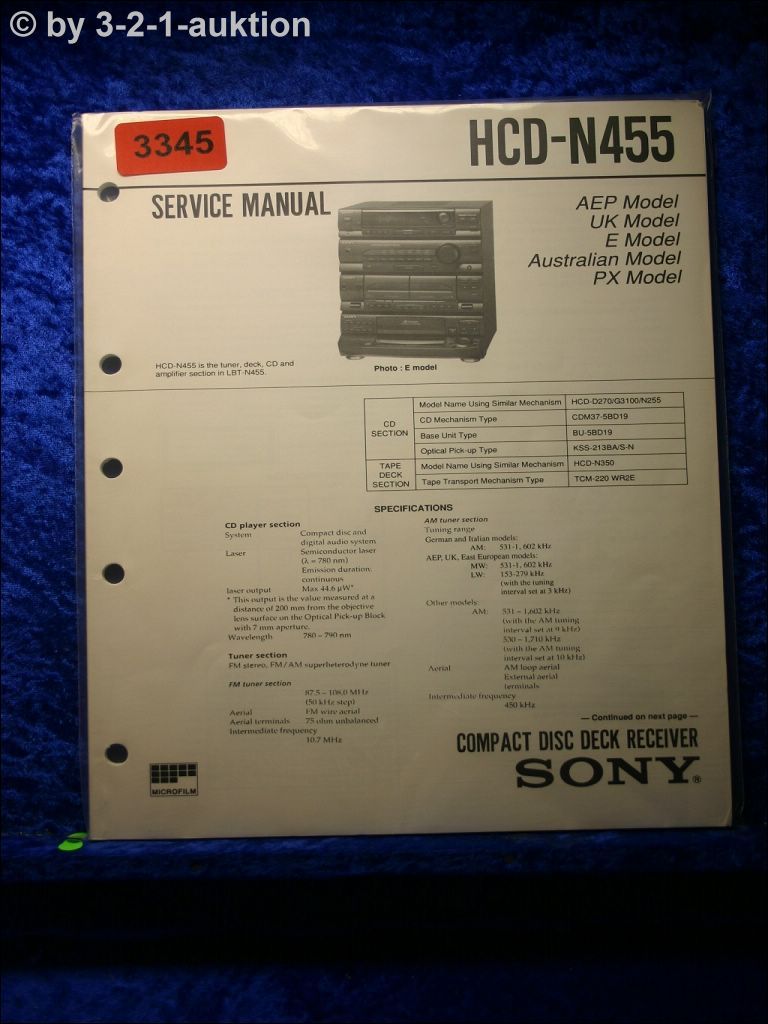 © by 3-2-1-auktion
3345
HCD-N455
SERVICE MANUAL
AEP Model
UK Model
E Model
Australian Model
PX Model
HCD-N455 is the tuner, deck, CD and
amplifier section in LBT-N455.
Photo : E model
CD SECTION
Model Name Using Similar Mechanism HCD-D270/G3100/N255
CD Mechanism Type CDM37-5BD19
Base Unit Type BU-5BD19
Optical Pick-up Type KSS-213BA/S-N
TAPE DECK SECTION
Model Name Using Similar Mechanism HCD-N350
Tape Transport Mechanism Type TCM-220 WR2E
SPECIFICATIONS
CD player section
System Compact disc and
digital audio system
Laser Semiconductor laser
(λ = 780 nm)
Emission duration:
continuous
laser output Max 44.6 μW*
* This output is the value measured at a
distance of 200 mm from the objective
lens surface on the Optical Pick-up Block
with 7 mm aperture.
Wavelength 780 – 790 nm
Tuner section
FM stereo, FM/AM superheterodyne tuner
FM tuner section
87.5 – 108.0 MHz
(50 kHz step)
Aerial FM wire aerial
Aerial terminals 75 ohm unbalanced
Intermediate frequency
10.7 MHz
AM tuner section
Tuning range
German and Italian models:
AM: 531-1, 602 kHz
AEP, UK, East European models:
MW: 531-1, 602 kHz
LW: 153-279 kHz
(with the tuning
interval set at 3 kHz)
Other models:
AM: 531 – 1,602 kHz
(with the AM tuning
interval set at 9 kHz)
530 – 1,710 kHz
(with the AM tuning
interval set at 10 kHz)
Aerial AM loop aerial
External aerial
terminals
Intermediate frequency
450 kHz
— Continued on next page —
COMPACT DISC DECK RECEIVER
SONY®
MICROFILM